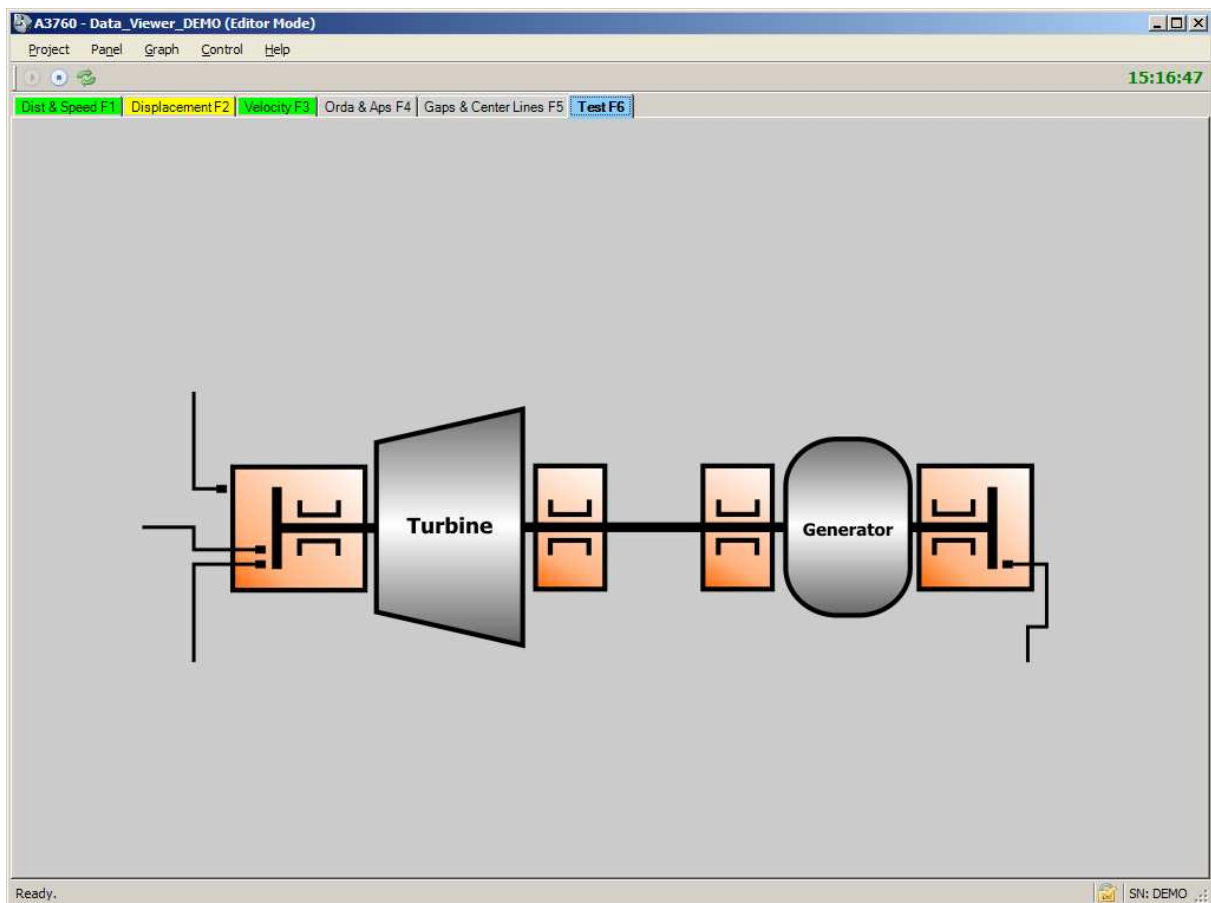 A3760 - Data_Viewer_DEMO (Editor Mode)
Project Panel Graph Control Help
15:16:47
Dist & Speed F1 Displacement F2 Velocity F3 Orda & Aps F4 Gaps & Center Lines F5 Test F6
Turbine
Generator
Ready.
SN: DEMO